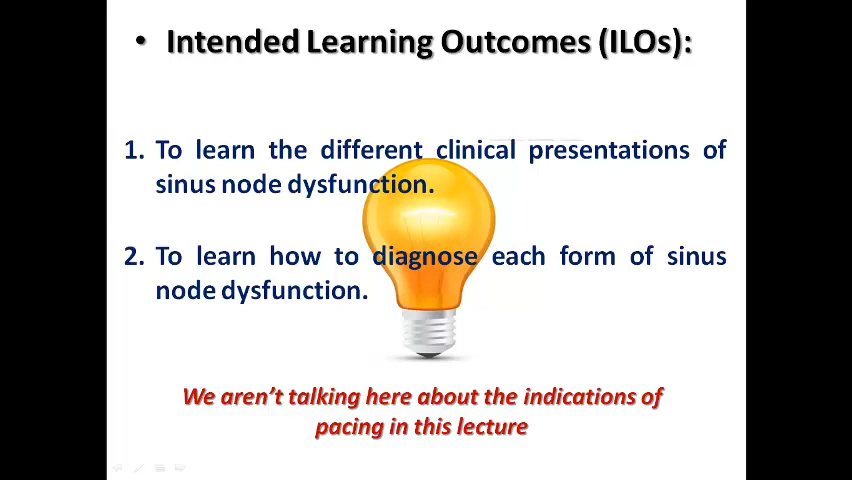 • Intended Learning Outcomes (ILOs):
1. To learn the different clinical presentations of
sinus node dysfunction.
2. To learn how to diagnose each form of sinus
node dysfunction.
We aren't talking here about the indications of
pacing in this lecture